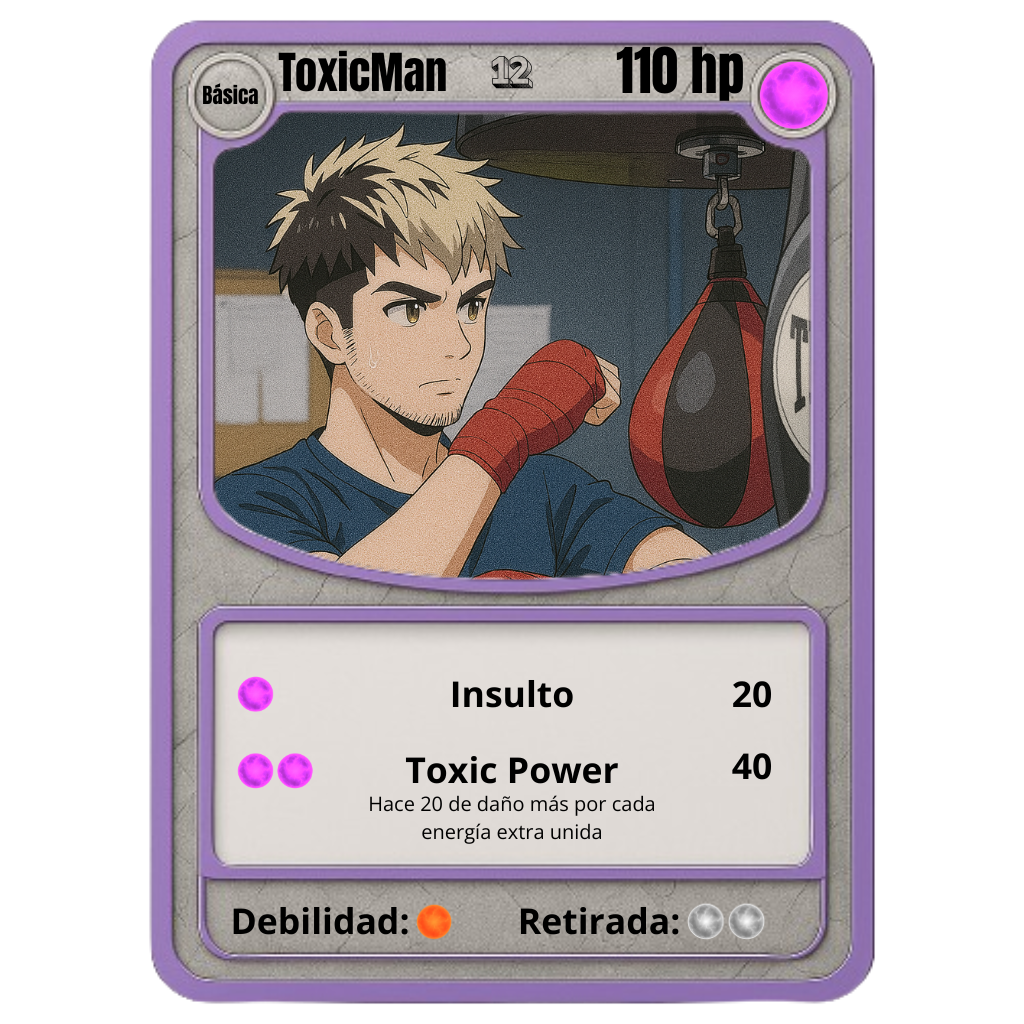 Básica
ToxicMan 12 110 hp
T
Insulto 20
Toxic Power 40
Hace 20 de daño más por cada
energía extra unida
Debilidad: Retirada: